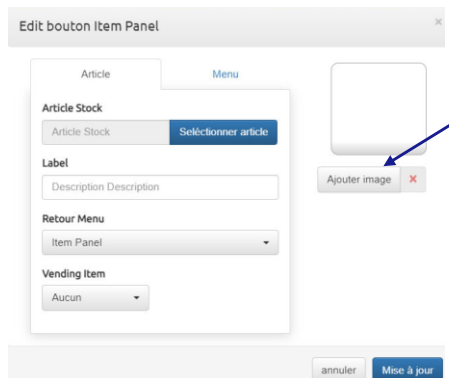 Edit bouton Item Panel ×
Article Menu
Article Stock
Article Stock Seléctionner article
Label
Description Description
Ajouter image ×
Retour Menu
Item Panel
Vending Item
Aucun
annuler Mise à jour